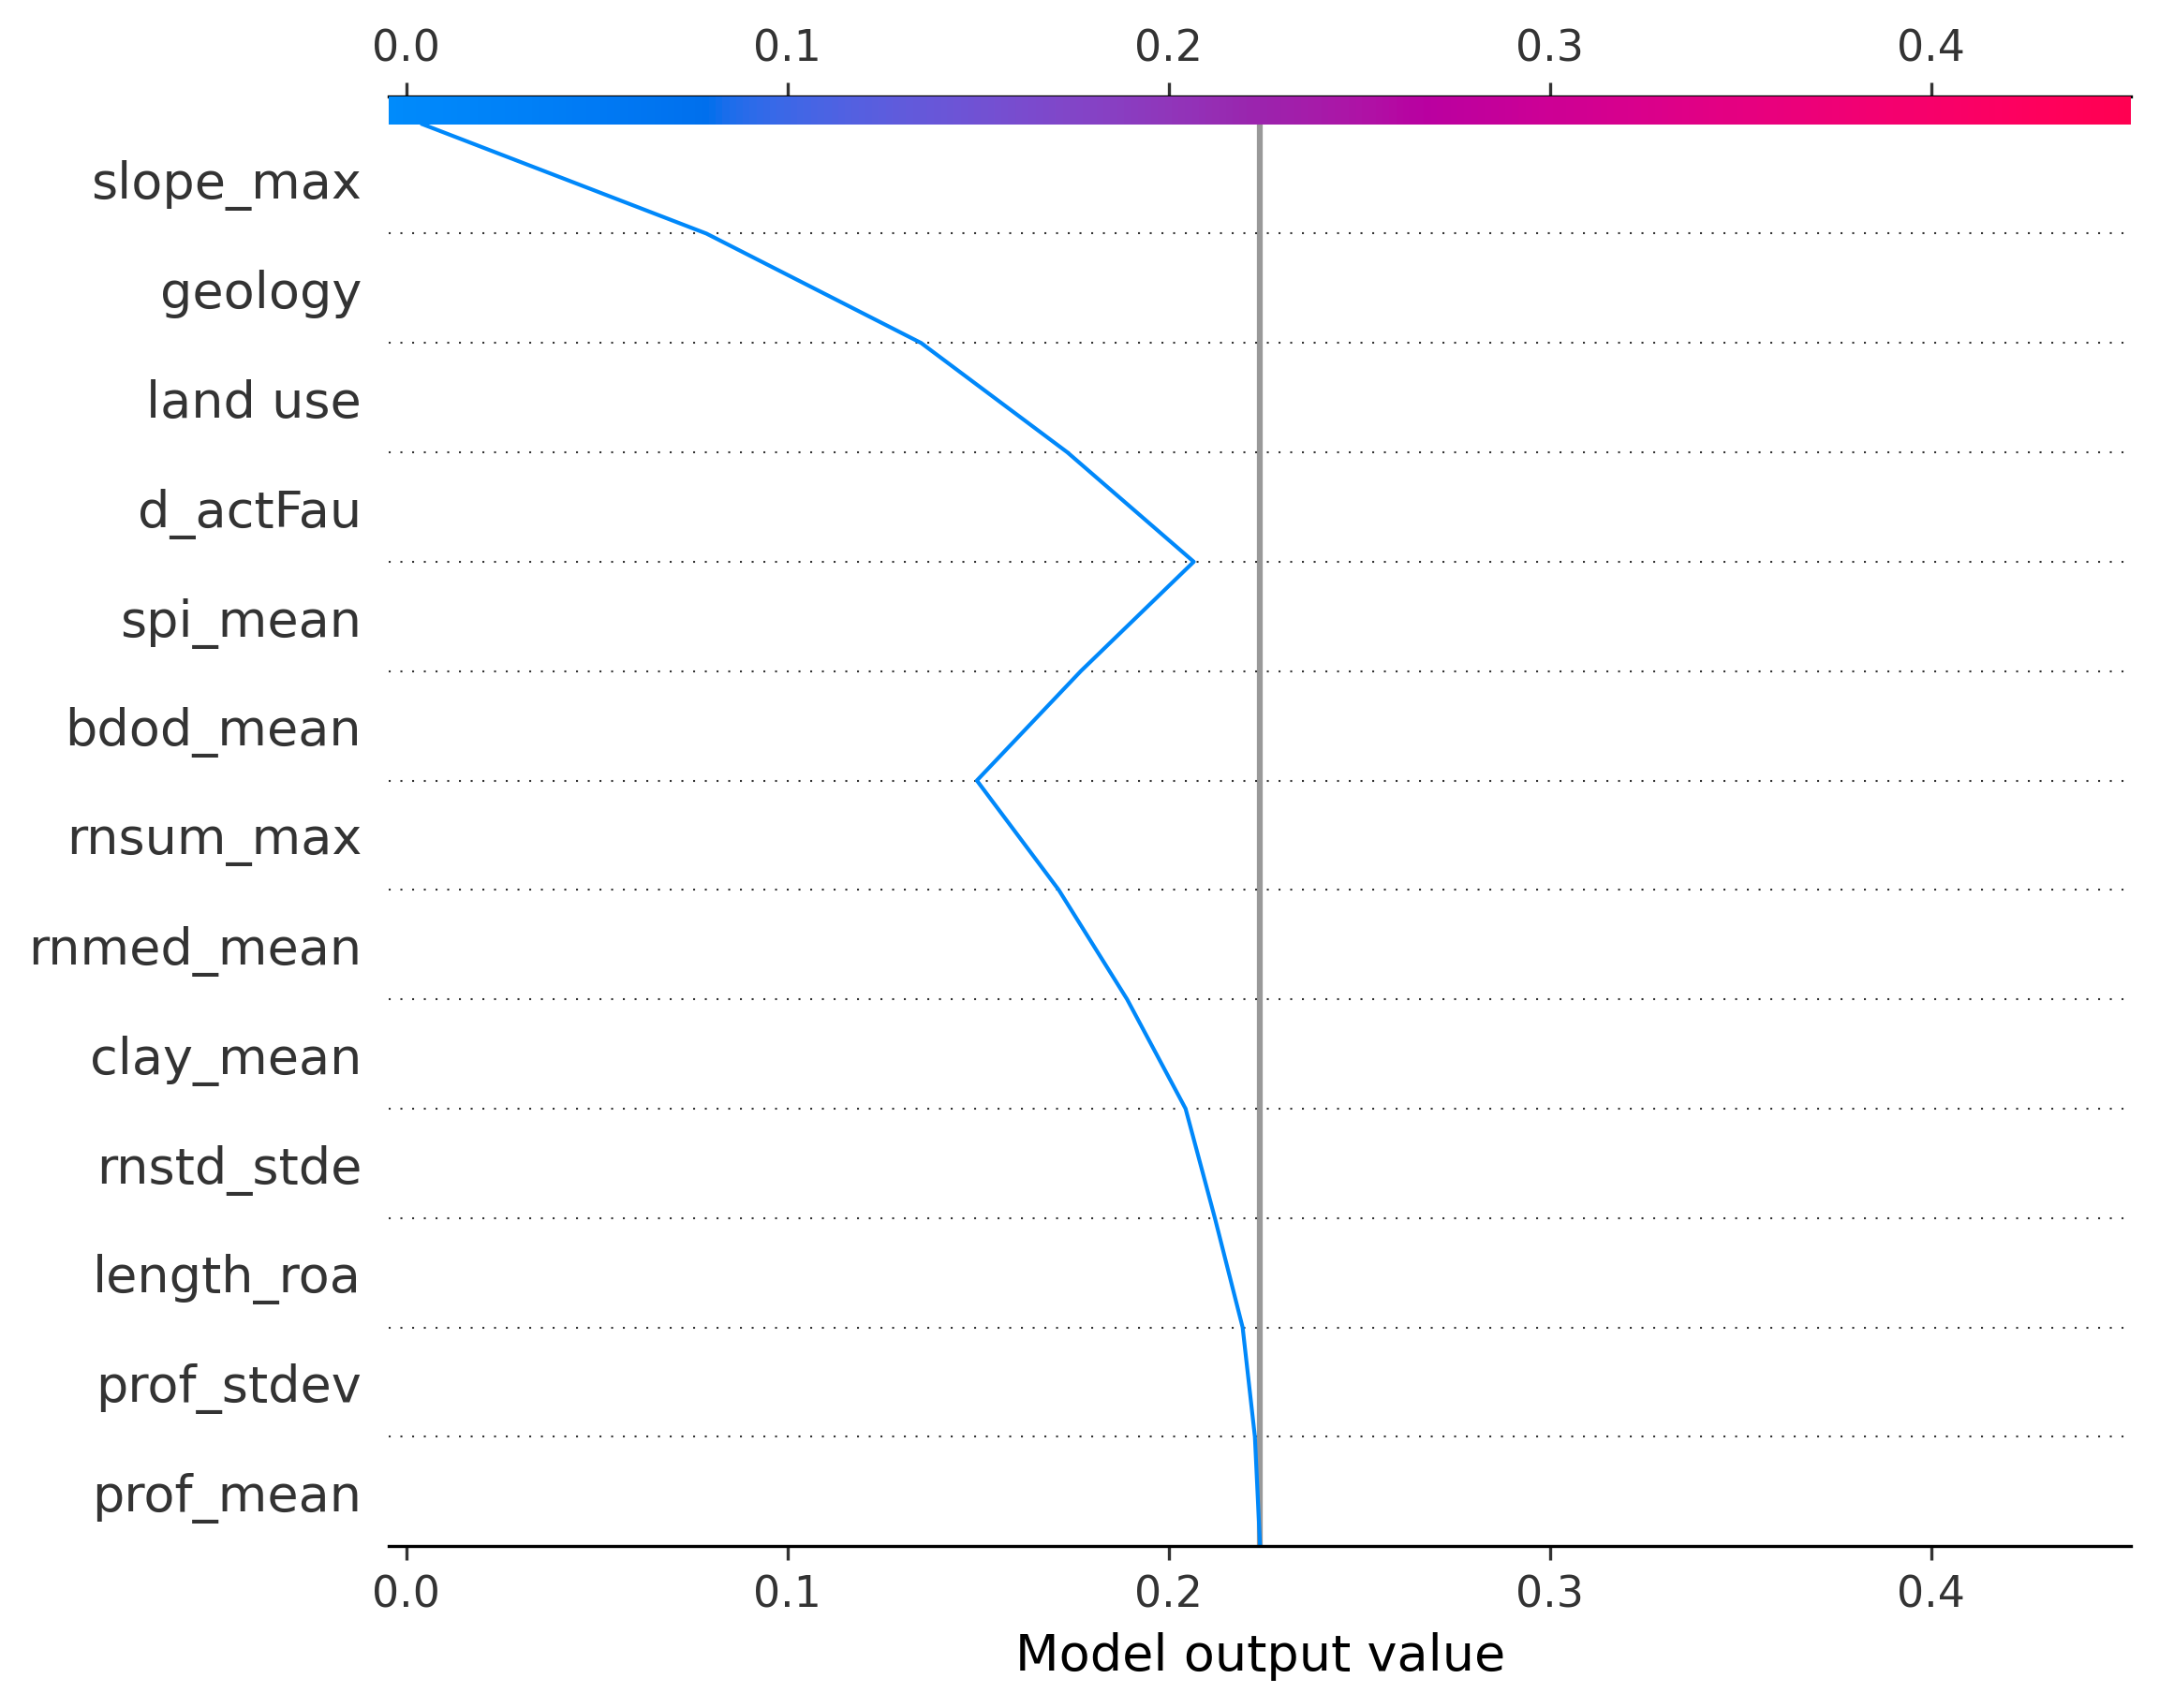 0.0 0.1 0.2 0.3 0.4
slope_max
geology
land use
d_actFau
spi_mean
bdod_mean
rnsum_max
rnmed_mean
clay_mean
rnstd_stde
length_roa
prof_stdev
prof_mean
0.0 0.1 0.2 0.3 0.4
Model output value